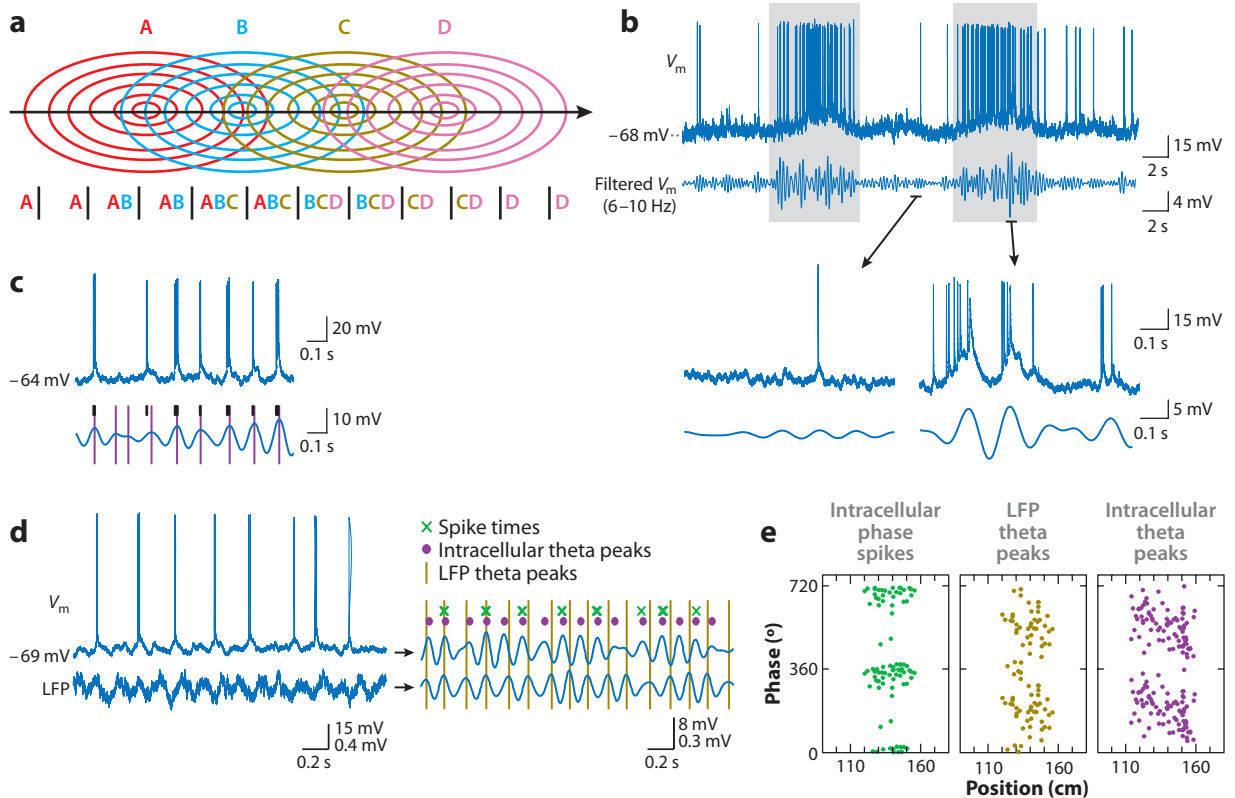 a
A B C D
A A AB AB ABC ABC BCD BCD CD CD D D
b
Vm
−68 mV
15 mV
2 s
Filtered Vm
(6–10 Hz)
4 mV
2 s
15 mV
0.1 s
5 mV
0.1 s
c
20 mV
0.1 s
−64 mV
10 mV
0.1 s
d
Vm
−69 mV
LFP
15 mV
0.4 mV
0.2 s
× Spike times
Intracellular theta peaks
LFP theta peaks
8 mV
0.3 mV
0.2 s
e
Intracellular
phase
spikes
LFP
theta
peaks
Intracellular
theta
peaks
Phase (º)
720
360
0
110 160 110 160 110 160
Position (cm)